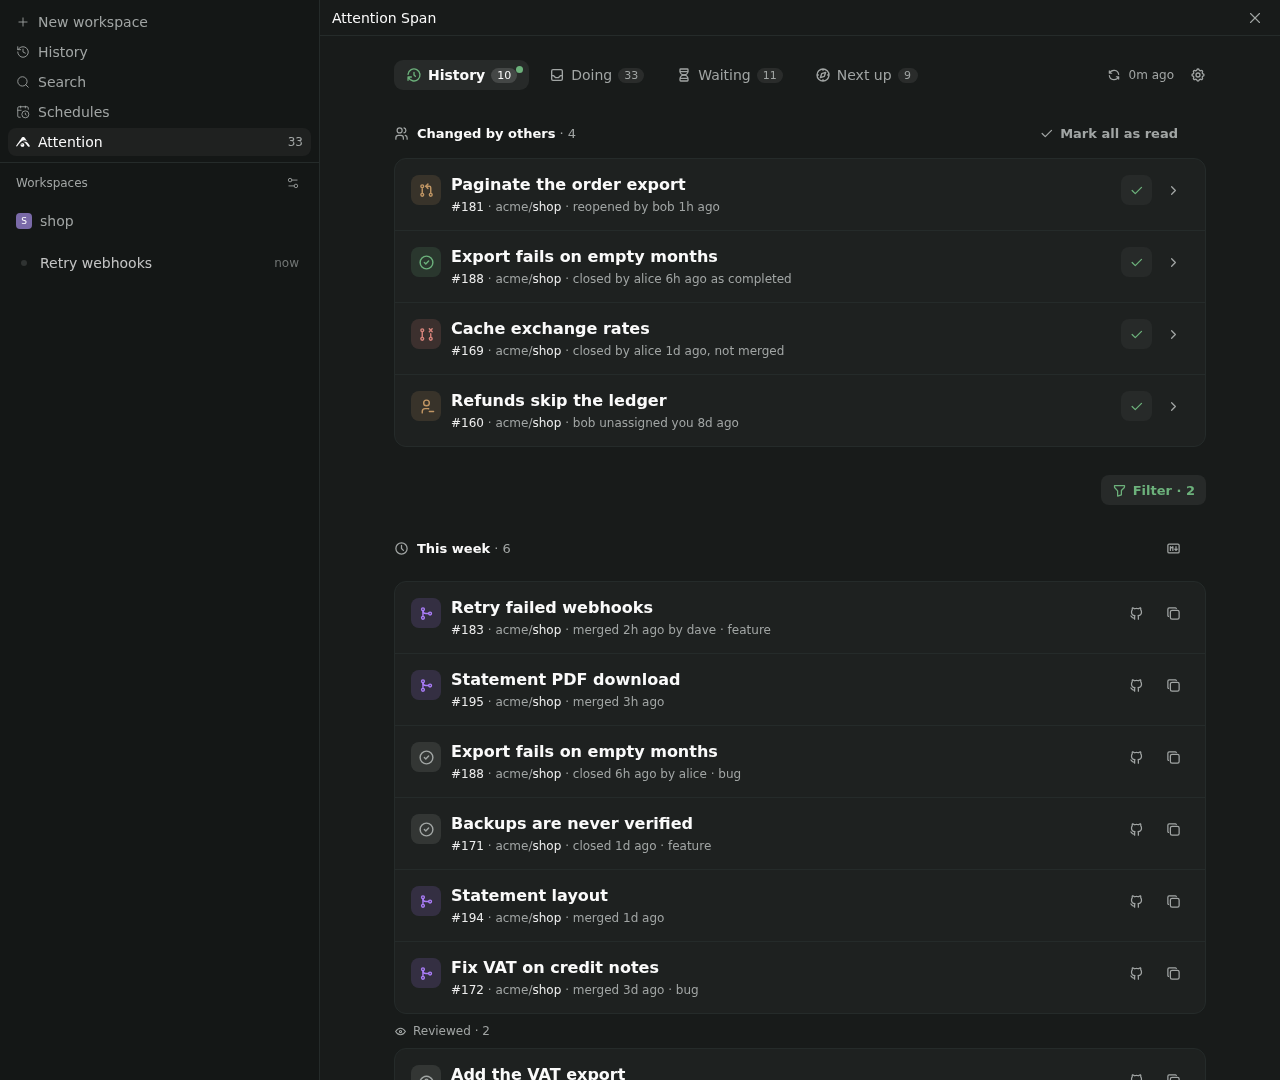 New workspace
History
Search
Schedules
Attention 33
Workspaces
S shop
Retry webhooks now
Attention Span
History 10 Doing 33 Waiting 11 Next up 9 0m ago
Changed by others · 4 Mark all as read
Paginate the order export
#181 · acme/shop · reopened by bob 1h ago
Export fails on empty months
#188 · acme/shop · closed by alice 6h ago as completed
Cache exchange rates
#169 · acme/shop · closed by alice 1d ago, not merged
Refunds skip the ledger
#160 · acme/shop · bob unassigned you 8d ago
Filter · 2
This week · 6
Retry failed webhooks
#183 · acme/shop · merged 2h ago by dave · feature
Statement PDF download
#195 · acme/shop · merged 3h ago
Export fails on empty months
#188 · acme/shop · closed 6h ago by alice · bug
Backups are never verified
#171 · acme/shop · closed 1d ago · feature
Statement layout
#194 · acme/shop · merged 1d ago
Fix VAT on credit notes
#172 · acme/shop · merged 3d ago · bug
Reviewed · 2
Add the VAT export